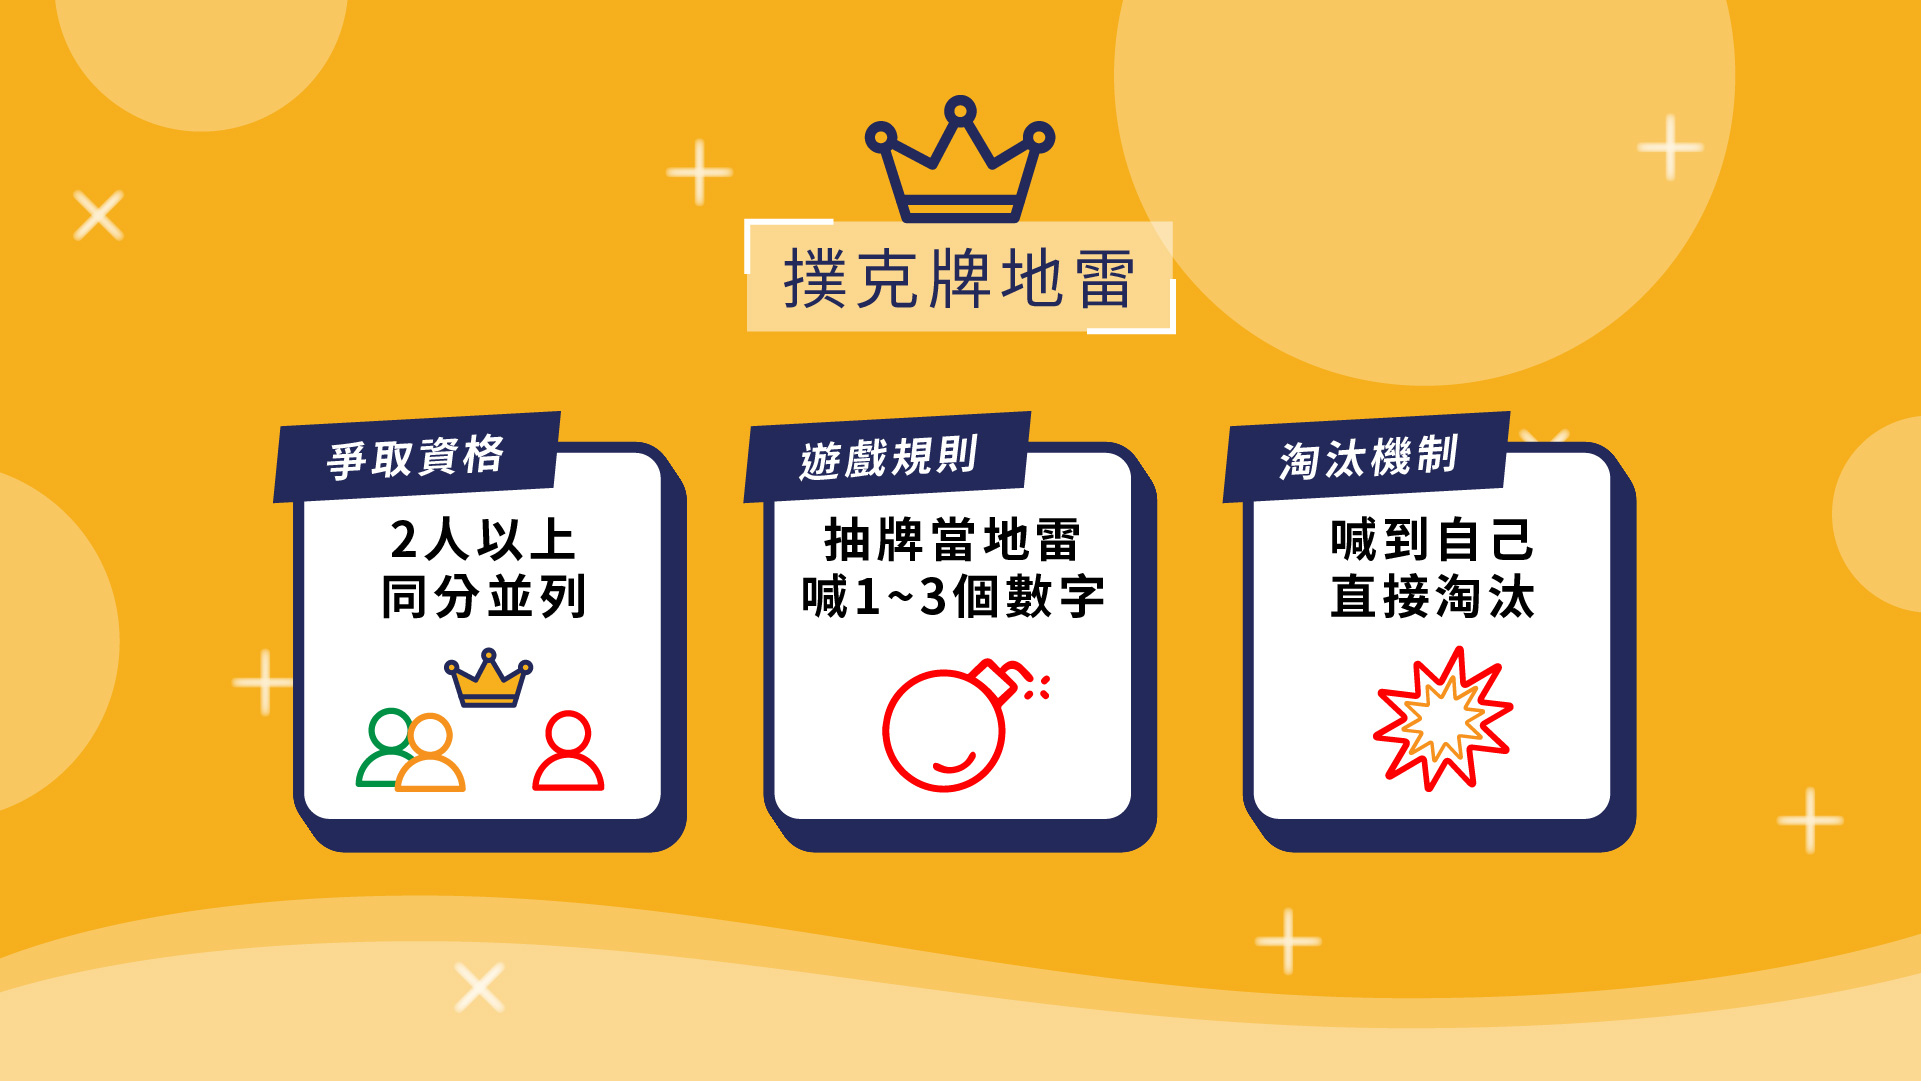 撲克牌地雷
爭取資格
2人以上
同分並列
遊戲規則
抽牌當地雷
喊1~3個數字
淘汰機制
喊到自己
直接淘汰